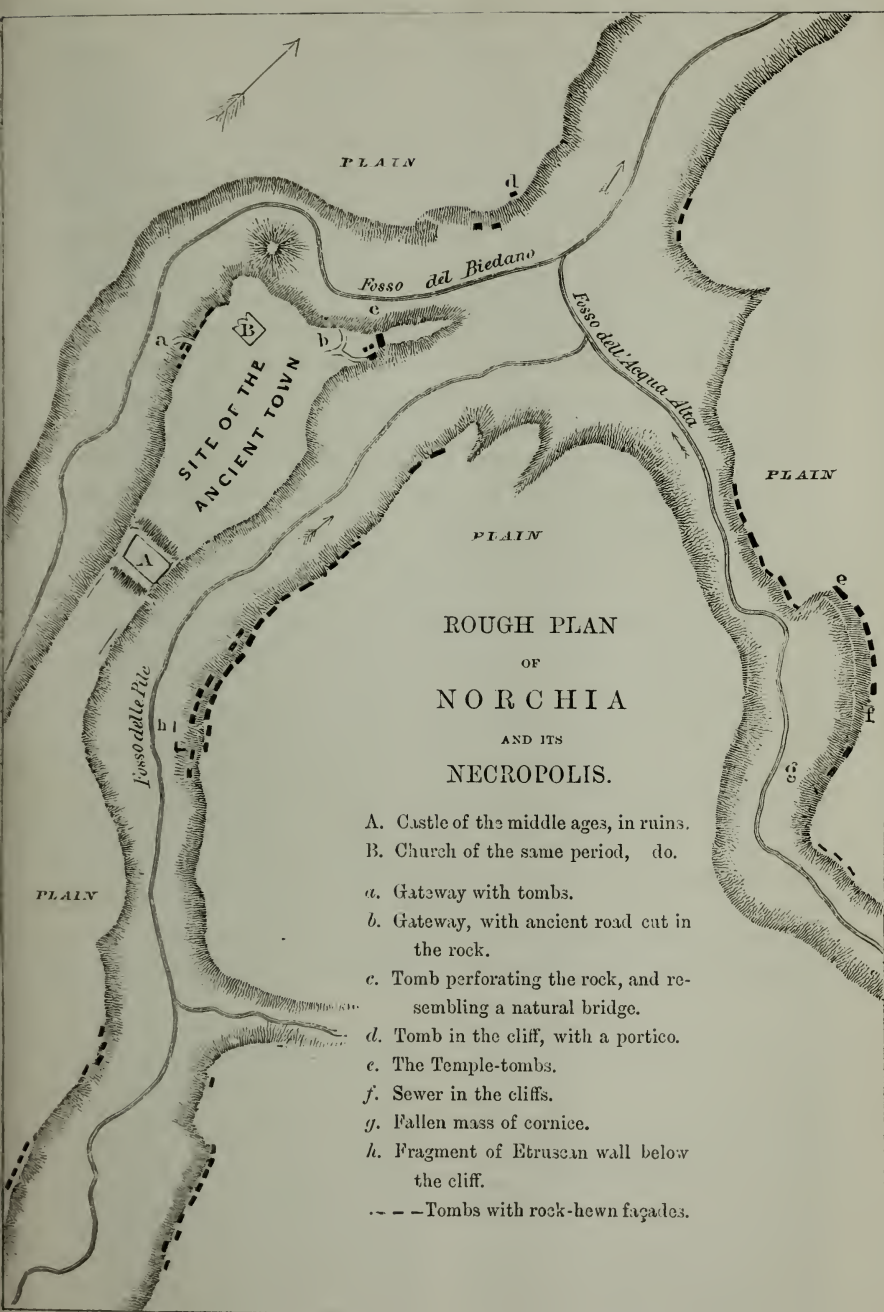 PLAIN
d
Fosso del Biedano
c
a
B
b
SITE OF THE
ANCIENT TOWN
Fosso dell'Acqua Alta
PLAIN
A
PLAIN
e
f
g
Fosso delle Pile
h
PLAIN
ROUGH PLAN
OF
NORCHIA
AND ITS
NECROPOLIS.
A. Castle of the middle ages, in ruins.
B. Church of the same period, do.
a. Gateway with tombs.
b. Gateway, with ancient road cut in
the rock.
c. Tomb perforating the rock, and re-
sembling a natural bridge.
d. Tomb in the cliff, with a portico.
e. The Temple-tombs.
f. Sewer in the cliffs.
g. Fallen mass of cornice.
h. Fragment of Etruscan wall below
the cliff.
- - - -Tombs with rock-hewn façades.